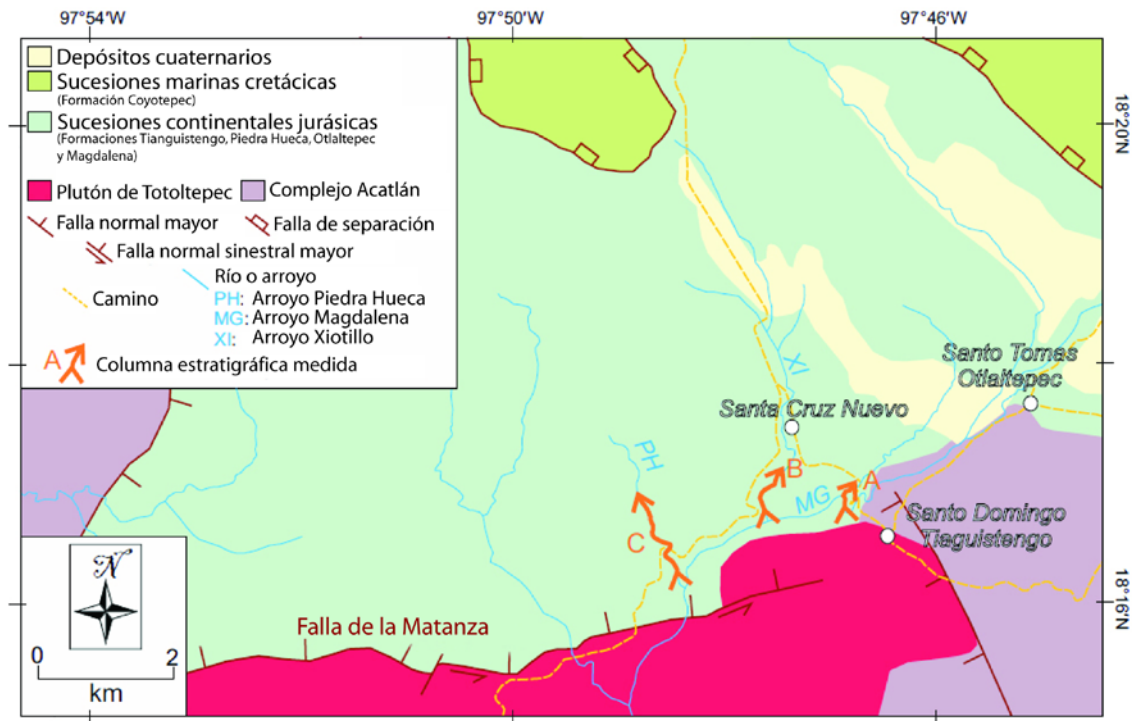 97°54'W
97°50'W
97°46'W
Depósitos cuaternarios
Sucesiones marinas cretácicas
(Formación Coyotepec)
Sucesiones continentales jurásicas
(Formaciones Tianguistengo, Piedra Hueca, Otlaltepec
y Magdalena)
Plutón de Totoltepec
Complejo Acatlán
Falla normal mayor
Falla de separación
Falla normal sinestral mayor
Río o arroyo
Camino
PH: Arroyo Piedra Hueca
MG: Arroyo Magdalena
XI: Arroyo Xiotillo
A
Columna estratigráfica medida
18°20'N
XI
Santo Tomas
Otlaltepec
Santa Cruz Nuevo
PH
B
MG
A
C
Santo Domingo
Tiaguistengo
18°16'N
Falla de la Matanza
N
0 2
km